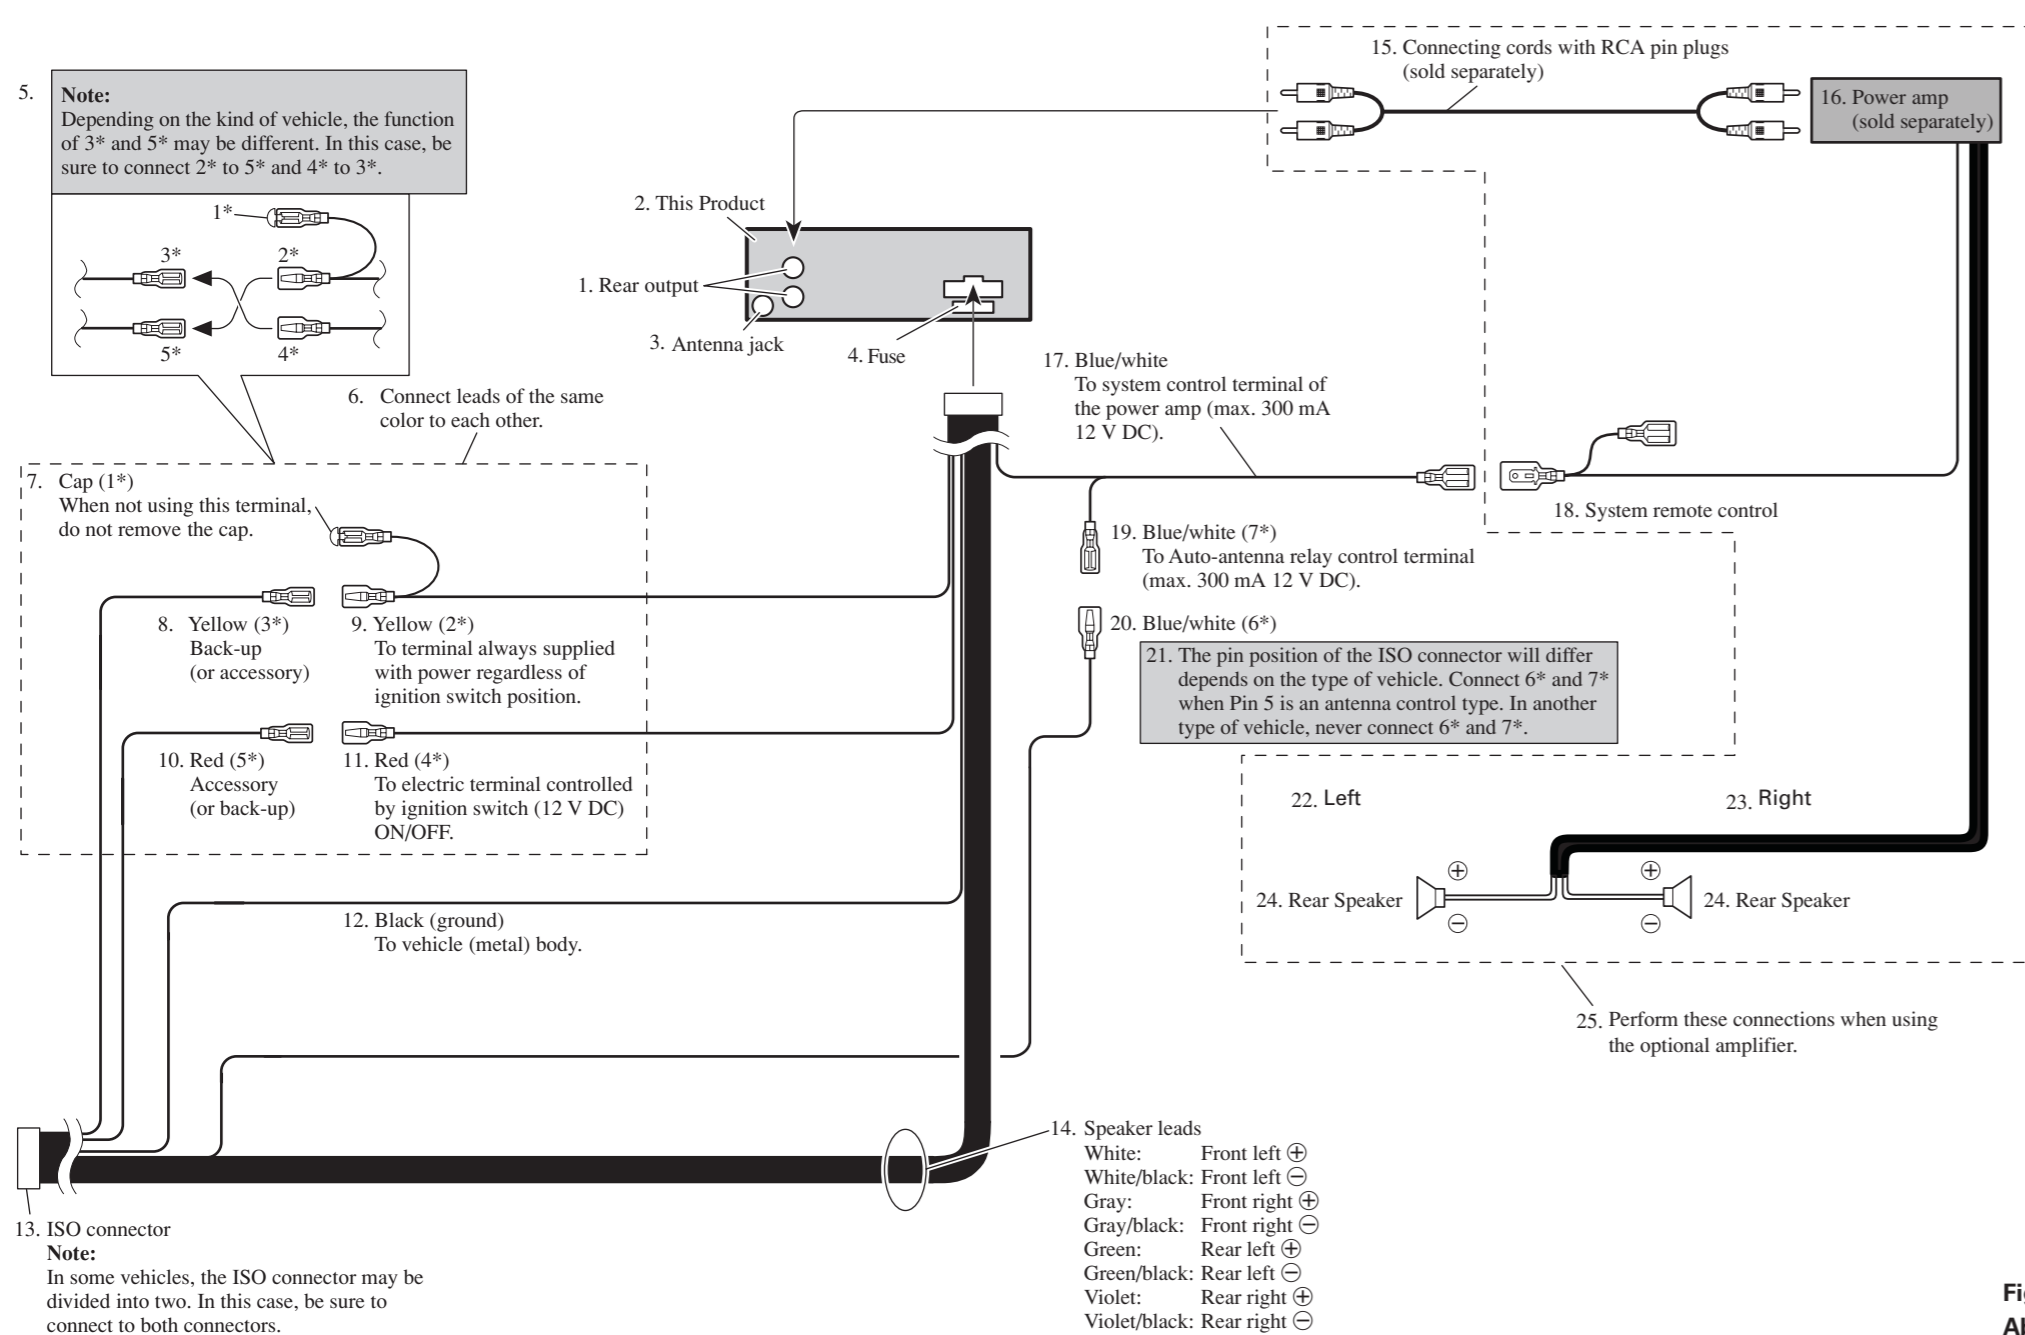 5. Note:
Depending on the kind of vehicle, the function
of 3* and 5* may be different. In this case, be
sure to connect 2* to 5* and 4* to 3*.
1*
3*
2*
5*
4*
2. This Product
1. Rear output
3. Antenna jack
4. Fuse
15. Connecting cords with RCA pin plugs
(sold separately)
16. Power amp
(sold separately)
6. Connect leads of the same
color to each other.
17. Blue/white
To system control terminal of
the power amp (max. 300 mA
12 V DC).
18. System remote control
7. Cap (1*)
When not using this terminal,
do not remove the cap.
8. Yellow (3*)
Back-up
(or accessory)
9. Yellow (2*)
To terminal always supplied
with power regardless of
ignition switch position.
10. Red (5*)
Accessory
(or back-up)
11. Red (4*)
To electric terminal controlled
by ignition switch (12 V DC)
ON/OFF.
19. Blue/white (7*)
To Auto-antenna relay control terminal
(max. 300 mA 12 V DC).
20. Blue/white (6*)
21. The pin position of the ISO connector will differ
depends on the type of vehicle. Connect 6* and 7*
when Pin 5 is an antenna control type. In another
type of vehicle, never connect 6* and 7*.
22. Left
23. Right
⊕
⊕
24. Rear Speaker
24. Rear Speaker
⊖
⊖
12. Black (ground)
To vehicle (metal) body.
25. Perform these connections when using
the optional amplifier.
14. Speaker leads
White: Front left ⊕
White/black: Front left ⊖
Gray: Front right ⊕
Gray/black: Front right ⊖
Green: Rear left ⊕
Green/black: Rear left ⊖
Violet: Rear right ⊕
Violet/black: Rear right ⊖
13. ISO connector
Note:
In some vehicles, the ISO connector may be
divided into two. In this case, be sure to
connect to both connectors.